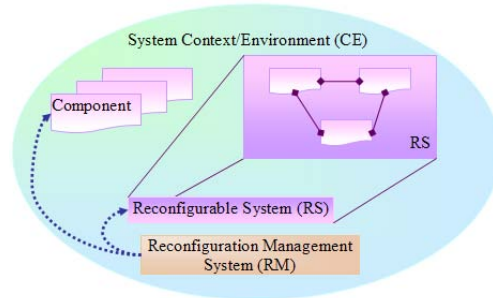 System Context/Environment (CE)
Component
RS
Reconfigurable System (RS)
Reconfiguration Management
System (RM)